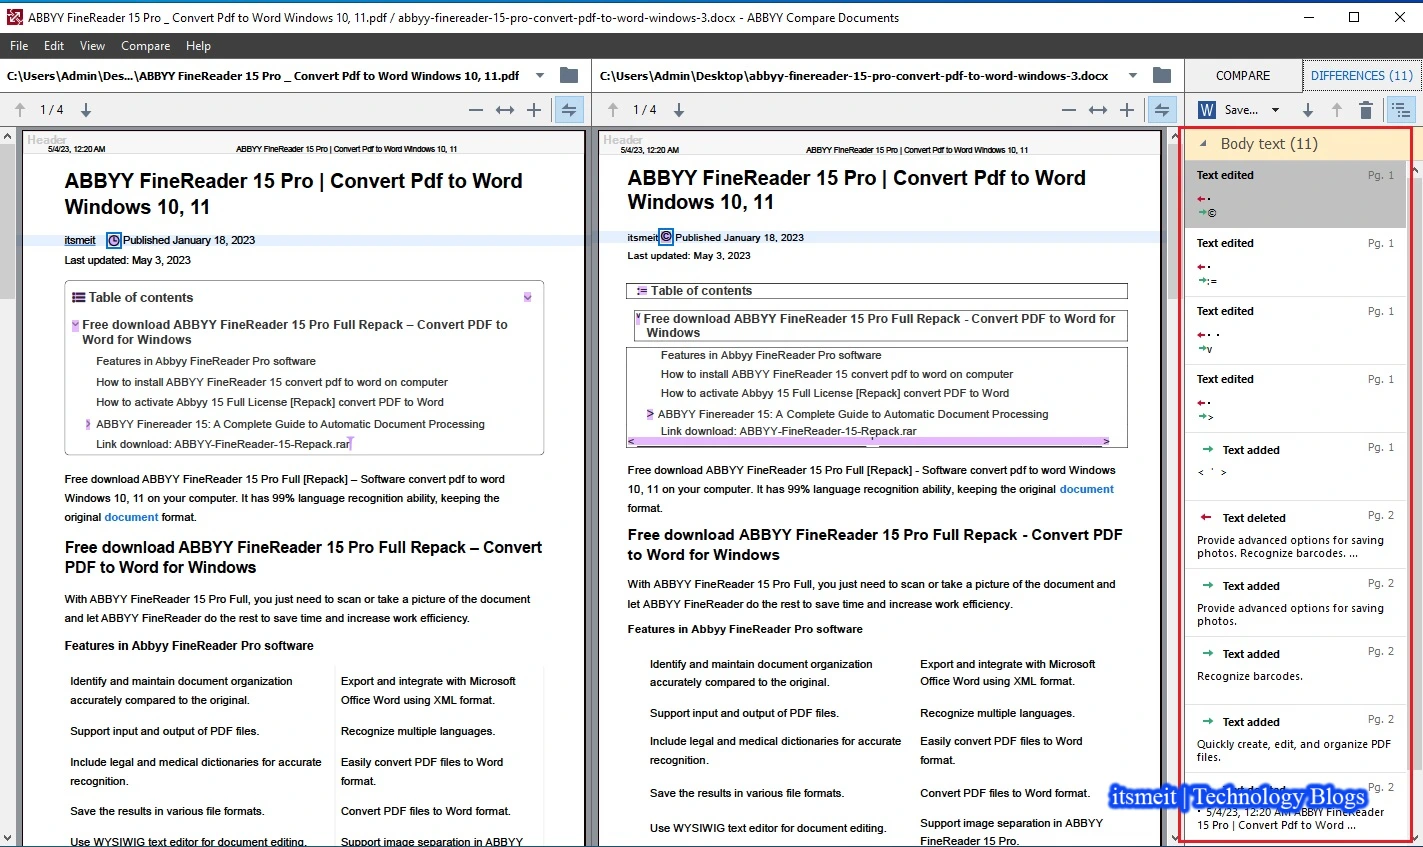 ABBYY FineReader 15 Pro _ Convert Pdf to Word Windows 10, 11.pdf / abbyy-finereader-15-pro-convert-pdf-to-word-windows-3.docx - ABBYY Compare Documents
File Edit View Compare Help
C:\Users\Admin\Des...\ABBYY FineReader 15 Pro _ Convert Pdf to Word Windows 10, 11.pdf
1 / 4
Header
5/4/23, 12:20 AM ABBYY FineReader 15 Pro | Convert Pdf to Word Windows 10, 11
ABBYY FineReader 15 Pro | Convert Pdf to Word
Windows 10, 11
itsmeit Published January 18, 2023
Last updated: May 3, 2023
Table of contents
Free download ABBYY FineReader 15 Pro Full Repack – Convert PDF to
Word for Windows
Features in Abbyy FineReader Pro software
How to install ABBYY FineReader 15 convert pdf to word on computer
How to activate Abbyy 15 Full License [Repack] convert PDF to Word
ABBYY Finereader 15: A Complete Guide to Automatic Document Processing
Link download: ABBYY-FineReader-15-Repack.rar
Free download ABBYY FineReader 15 Pro Full [Repack] – Software convert pdf to word
Windows 10, 11 on your computer. It has 99% language recognition ability, keeping the
original document format.
Free download ABBYY FineReader 15 Pro Full Repack – Convert
PDF to Word for Windows
With ABBYY FineReader 15 Pro Full, you just need to scan or take a picture of the document
and let ABBYY FineReader do the rest to save time and increase work efficiency.
Features in Abbyy FineReader Pro software
Identify and maintain document organization
accurately compared to the original.
Export and integrate with Microsoft
Office Word using XML format.
Support input and output of PDF files.
Recognize multiple languages.
Include legal and medical dictionaries for accurate
recognition.
Easily convert PDF files to Word
format.
Save the results in various file formats.
Convert PDF files to Word format.
Use WYSIWIG text editor for document editing.
Support image separation in ABBYY
C:\Users\Admin\Desktop\abbyy-finereader-15-pro-convert-pdf-to-word-windows-3.docx
1 / 4
Header
5/4/23, 12:20 AM ABBYY FineReader 15 Pro | Convert Pdf to Word Windows 10, 11
ABBYY FineReader 15 Pro | Convert Pdf to Word
Windows 10, 11
itsmeit © Published January 18, 2023
Last updated: May 3, 2023
:= Table of contents
v Free download ABBYY FineReader 15 Pro Full Repack - Convert PDF to Word for
Windows
Features in Abbyy FineReader Pro software
How to install ABBYY FineReader 15 convert pdf to word on computer
How to activate Abbyy 15 Full License [Repack] convert PDF to Word
> ABBYY Finereader 15: A Complete Guide to Automatic Document Processing
Link download: ABBYY-FineReader-15-Repack.rar
< ' >
Free download ABBYY FineReader 15 Pro Full [Repack] - Software convert pdf to word Windows
10, 11 on your computer. It has 99% language recognition ability, keeping the original document
format.
Free download ABBYY FineReader 15 Pro Full Repack - Convert PDF
to Word for Windows
With ABBYY FineReader 15 Pro Full, you just need to scan or take a picture of the document and
let ABBYY FineReader do the rest to save time and increase work efficiency.
Features in Abbyy FineReader Pro software
Identify and maintain document organization
accurately compared to the original.
Export and integrate with Microsoft
Office Word using XML format.
Support input and output of PDF files.
Recognize multiple languages.
Include legal and medical dictionaries for accurate
recognition.
Easily convert PDF files to Word
format.
Save the results in various file formats.
Convert PDF files to Word format.
Use WYSIWIG text editor for document editing.
Support image separation in ABBYY
FineReader 15 Pro.
COMPARE DIFFERENCES (11)
W Save...
Body text (11)
Text edited Pg. 1
©
Text edited Pg. 1
:=
Text edited Pg. 1
v
Text edited Pg. 1
>
Text added Pg. 1
< ' >
Text deleted Pg. 2
Provide advanced options for saving
photos. Recognize barcodes. ...
Text added Pg. 2
Provide advanced options for saving
photos.
Text added Pg. 2
Recognize barcodes.
Text added Pg. 2
Quickly create, edit, and organize PDF
files.
Pg. 2
5/4/23, 12:20 AM ABBYY FineReader
15 Pro | Convert Pdf to Word ...
itsmeit | Technology Blogs